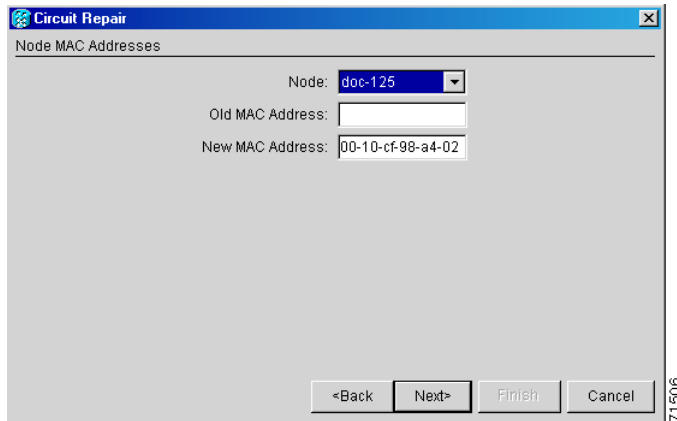 Circuit Repair
Node MAC Addresses
Node: doc-125
Old MAC Address:
New MAC Address: 00-10-cf-98-a4-02
<Back Next> Finish Cancel
71506